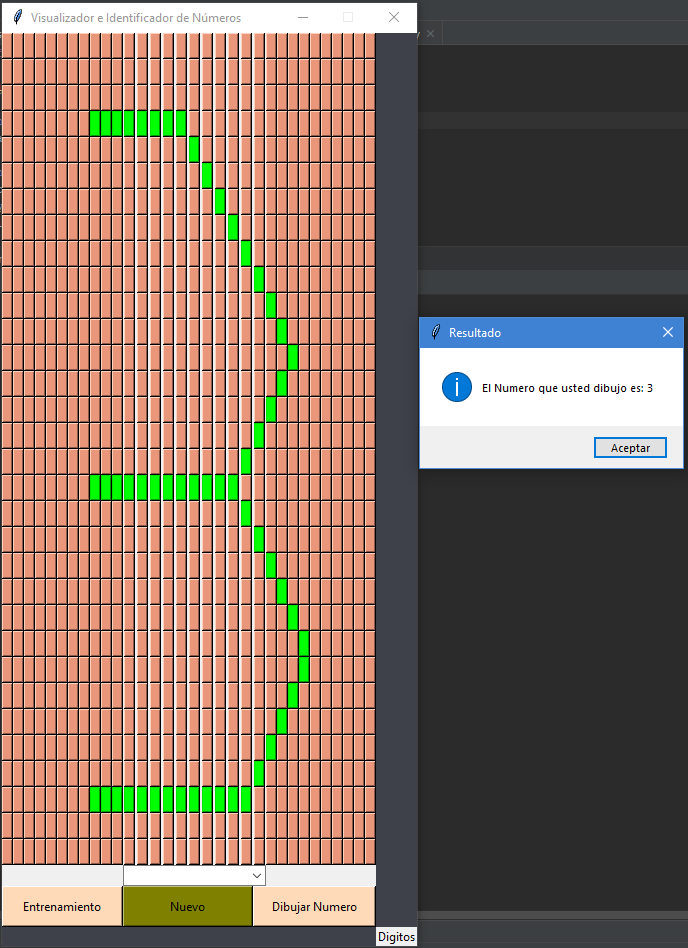 Visualizador e Identificador de Números
Resultado
El Numero que usted dibujo es: 3
Aceptar
Entrenamiento
Nuevo
Dibujar Numero
Digitos